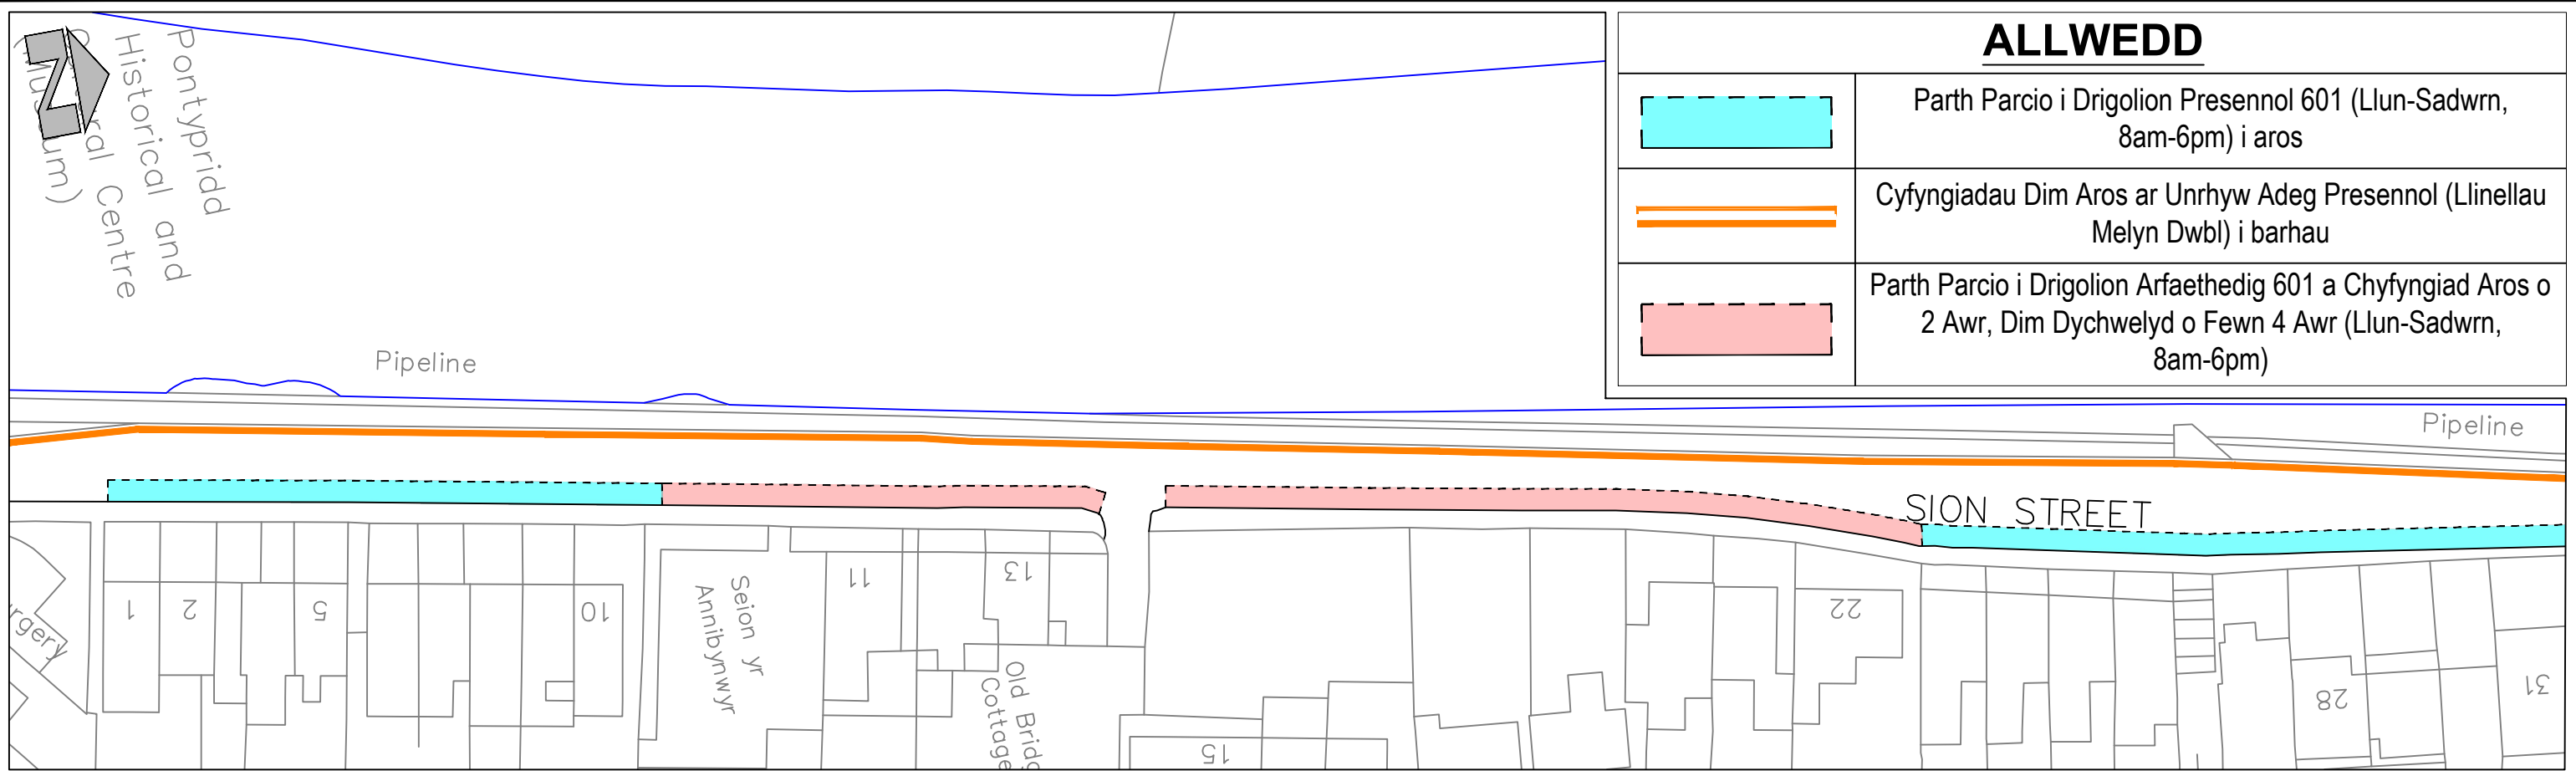 Pontypridd
Historical and
Centre
ALLWEDD
Parth Parcio i Drigolion Presennol 601 (Llun-Sadwrn,
8am-6pm) i aros
Cyfyngiadau Dim Aros ar Unrhyw Adeg Presennol (Llinellau
Melyn Dwbl) i barhau
Parth Parcio i Drigolion Arfaethedig 601 a Chyfyngiad Aros o
2 Awr, Dim Dychwelyd o Fewn 4 Awr (Llun-Sadwrn,
8am-6pm)
Pipeline
Pipeline
SION STREET
1
2
5
10
Seion yr
Annibynwyr
11
13
Old
Cottage
15
22
28
31